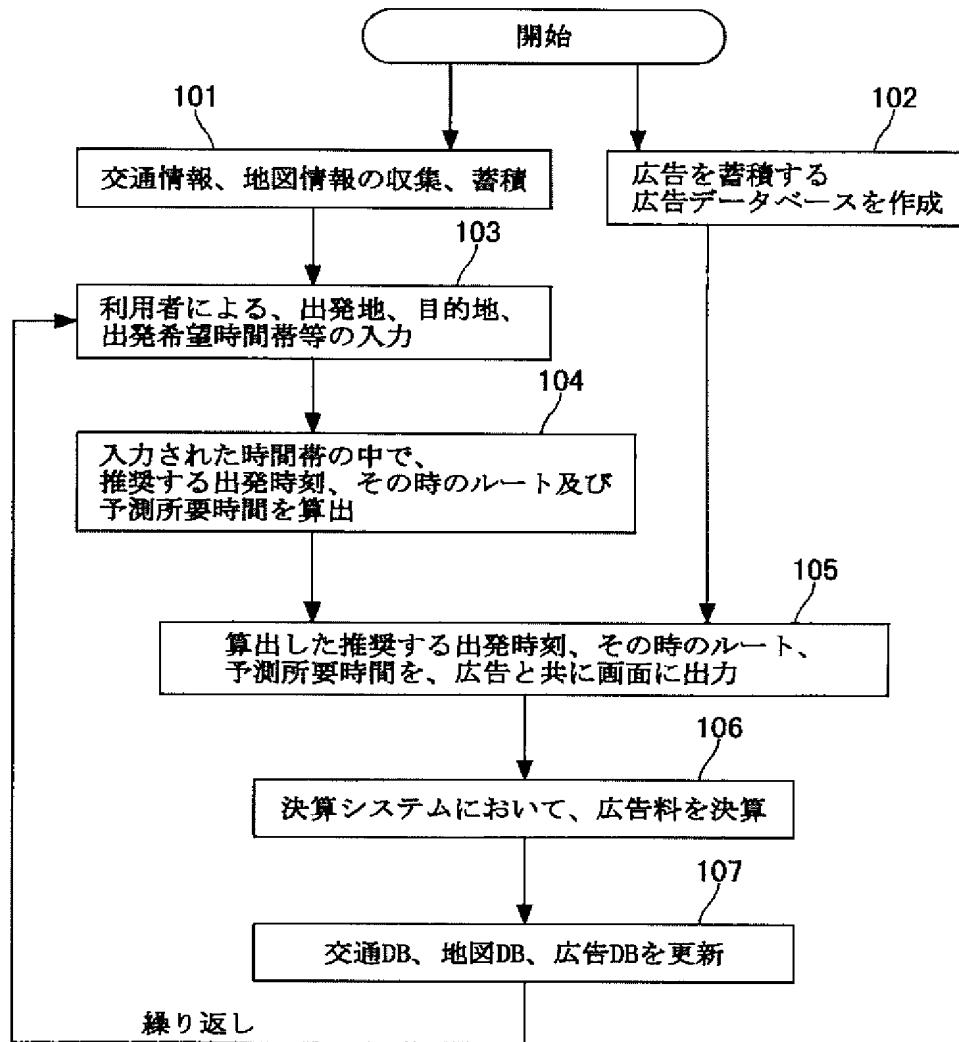 開始
101
交通情報、地図情報の収集、蓄積
102
広告を蓄積する
広告データベースを作成
103
利用者による、出発地、目的地、
出発希望時間帯等の入力
104
入力された時間帯の中で、
推奨する出発時刻、その時のルート及び
予測所要時間を算出
105
算出した推奨する出発時刻、その時のルート、
予測所要時間を、広告と共に画面に出力
106
決算システムにおいて、広告料を決算
107
交通DB、地図DB、広告DBを更新
繰り返し